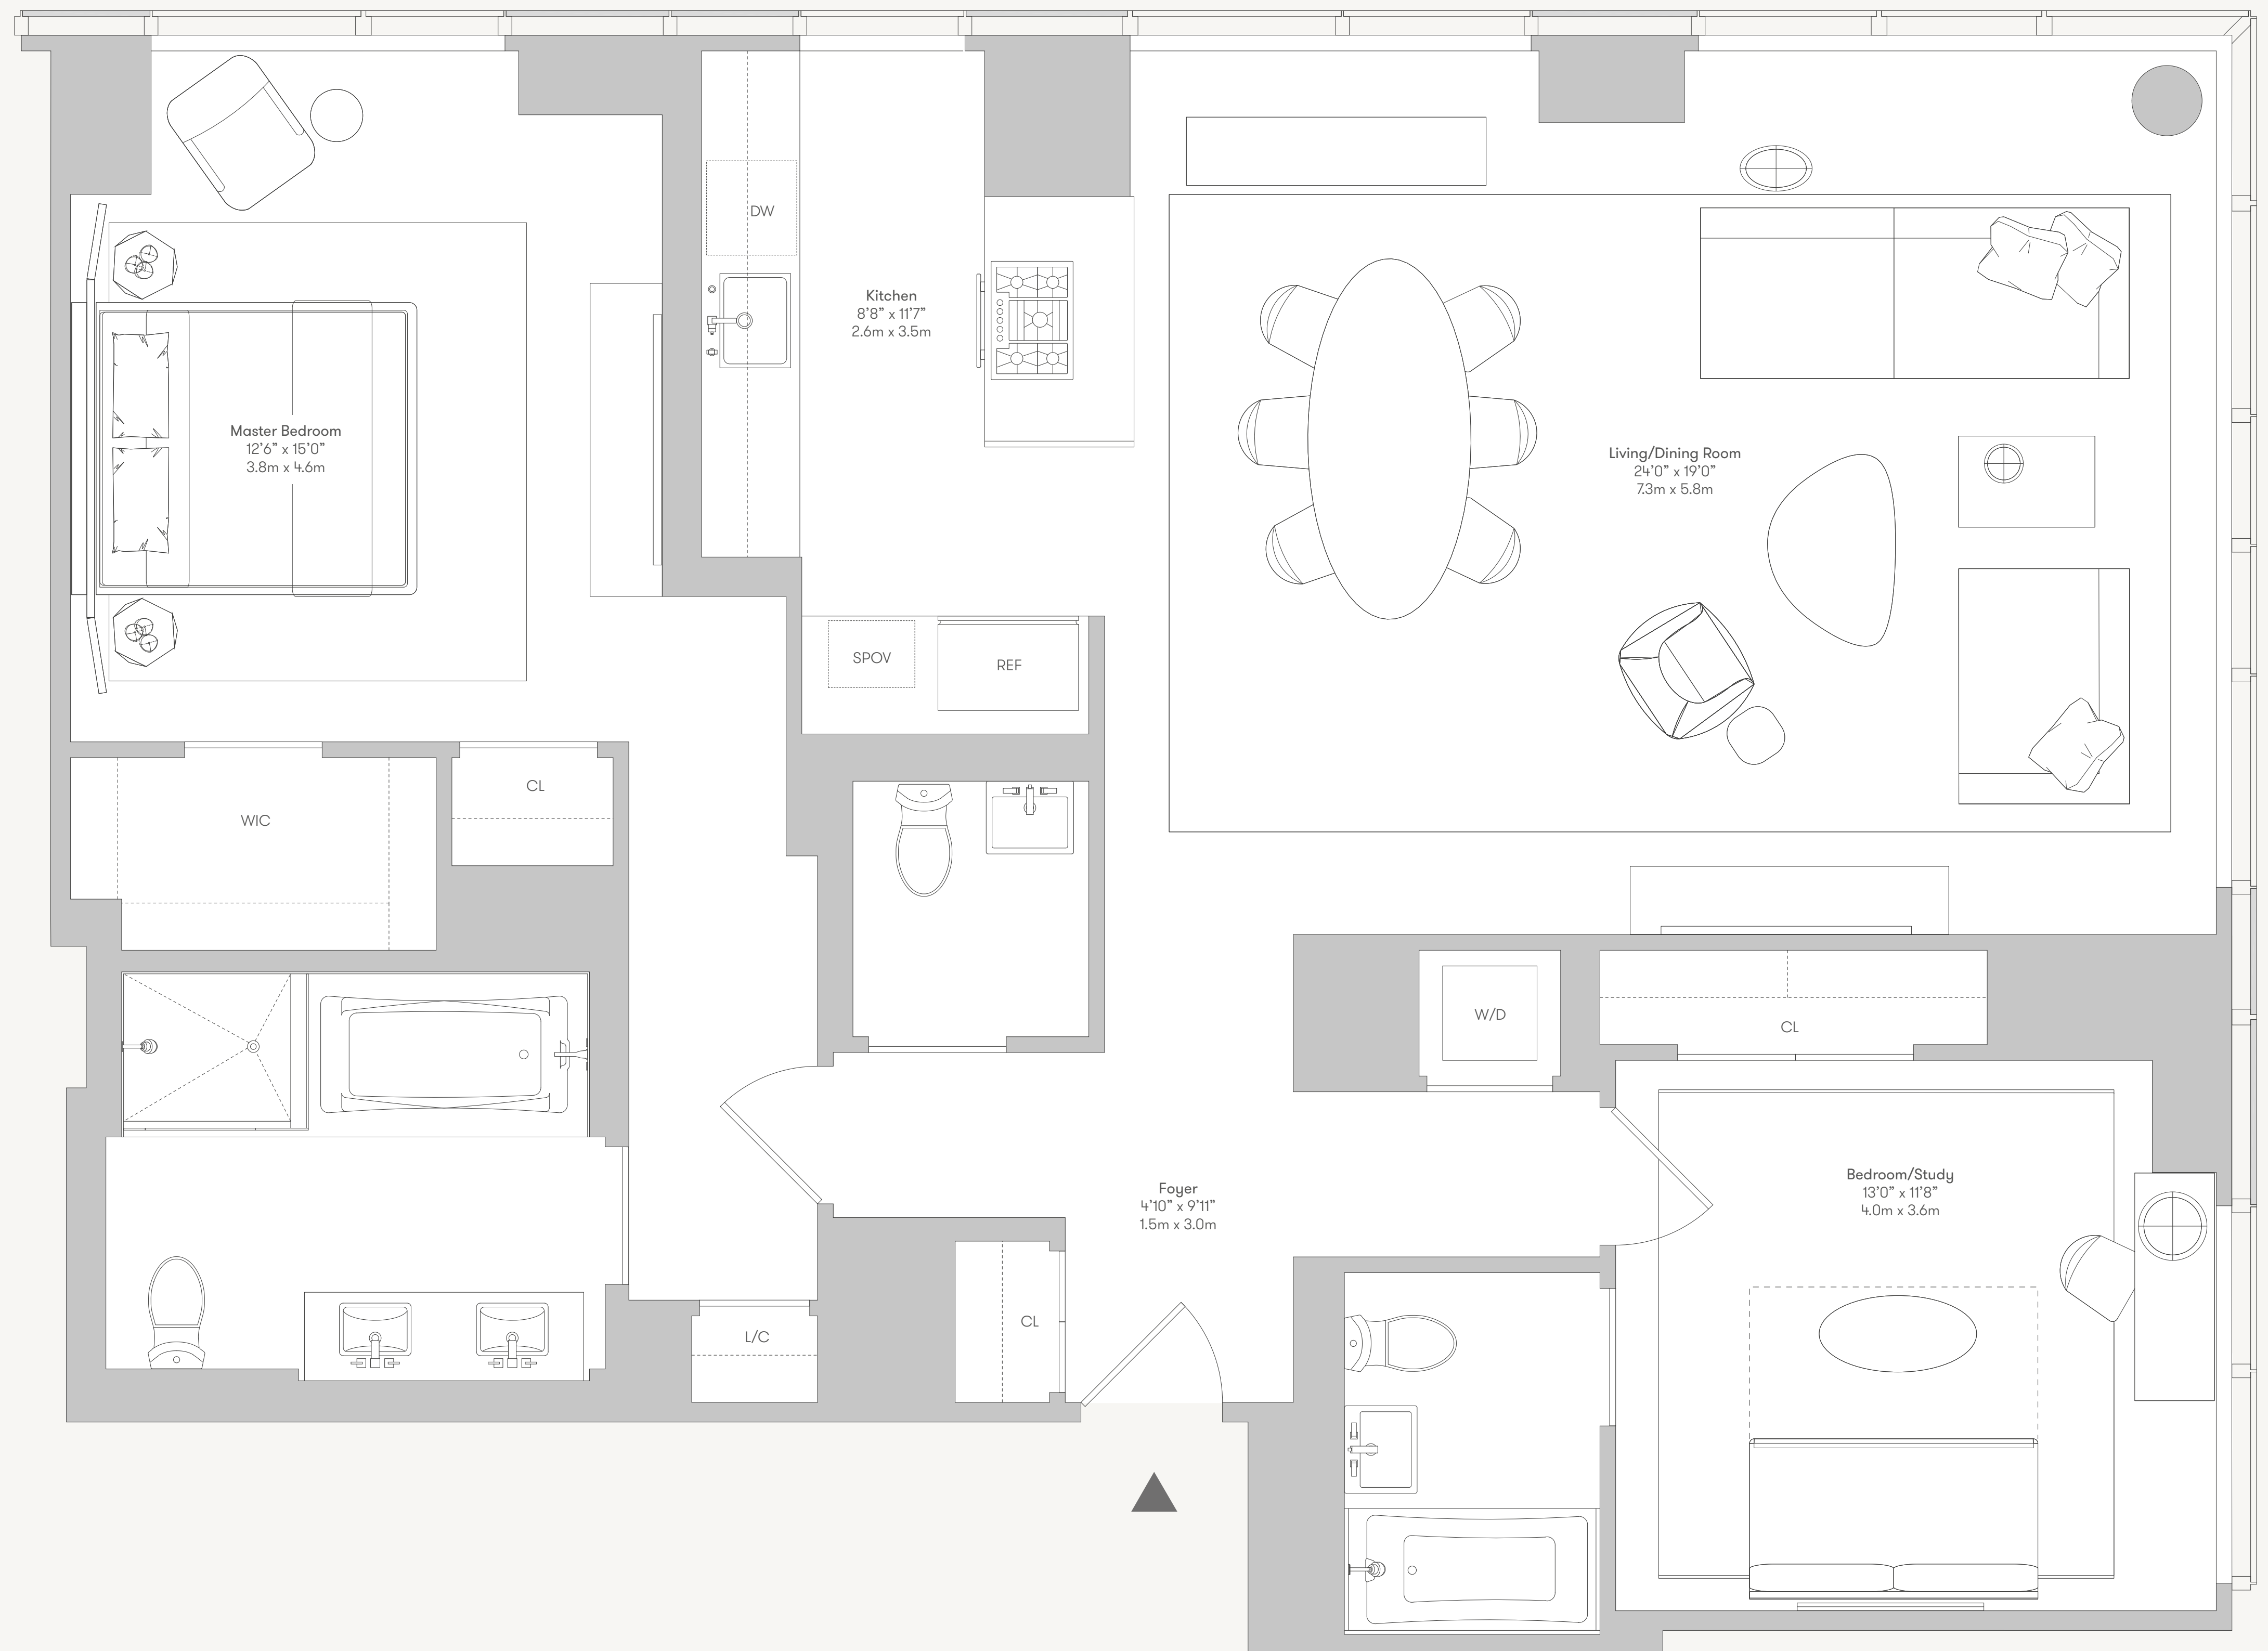 DW
Kitchen
8'8" x 11'7"
2.6m x 3.5m
Master Bedroom
12'6" x 15'0"
3.8m x 4.6m
Living/Dining Room
24'0" x 19'0"
7.3m x 5.8m
SPOV
REF
CL
WIC
W/D
CL
Foyer
4'10" x 9'11"
1.5m x 3.0m
Bedroom/Study
13'0" x 11'8"
4.0m x 3.6m
CL
L/C